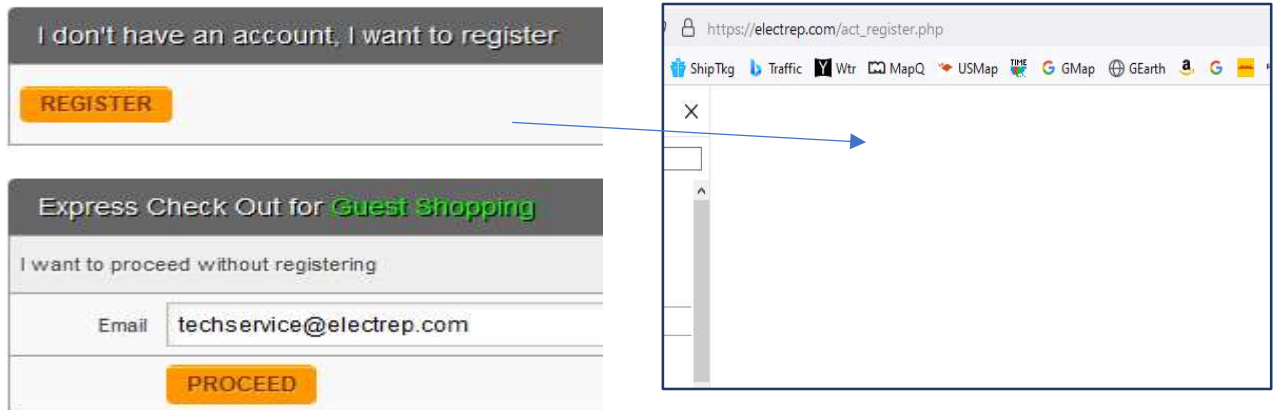 I don't have an account, I want to register
REGISTER
Express Check Out for Guest Shopping
I want to proceed without registering
Email techservice@electrep.com
PROCEED
https://electrep.com/act_register.php
ShipTkg Traffic Y Wtr MapQ USMap TIME GMap GEarth a G